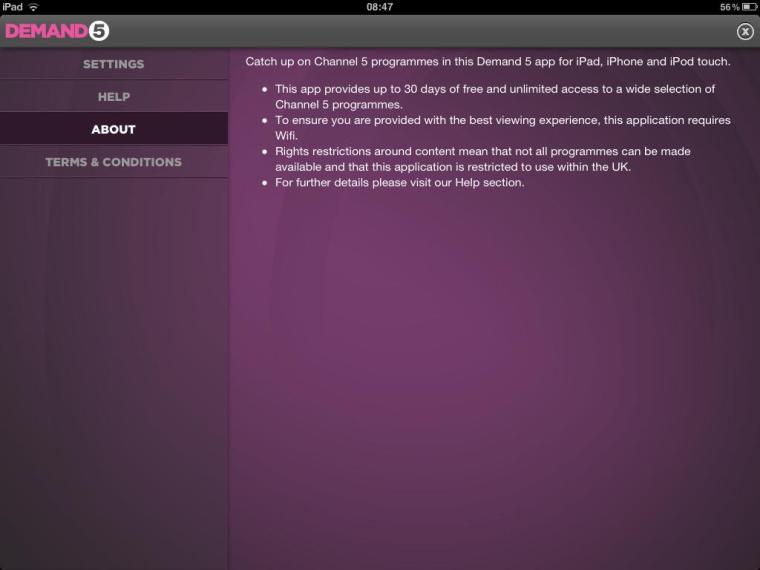 iPad 08:47 56%
DEMAND 5
SETTINGS
HELP
ABOUT
TERMS & CONDITIONS
Catch up on Channel 5 programmes in this Demand 5 app for iPad, iPhone and iPod touch.
• This app provides up to 30 days of free and unlimited access to a wide selection of
Channel 5 programmes.
• To ensure you are provided with the best viewing experience, this application requires
Wifi.
• Rights restrictions around content mean that not all programmes can be made
available and that this application is restricted to use within the UK.
• For further details please visit our Help section.